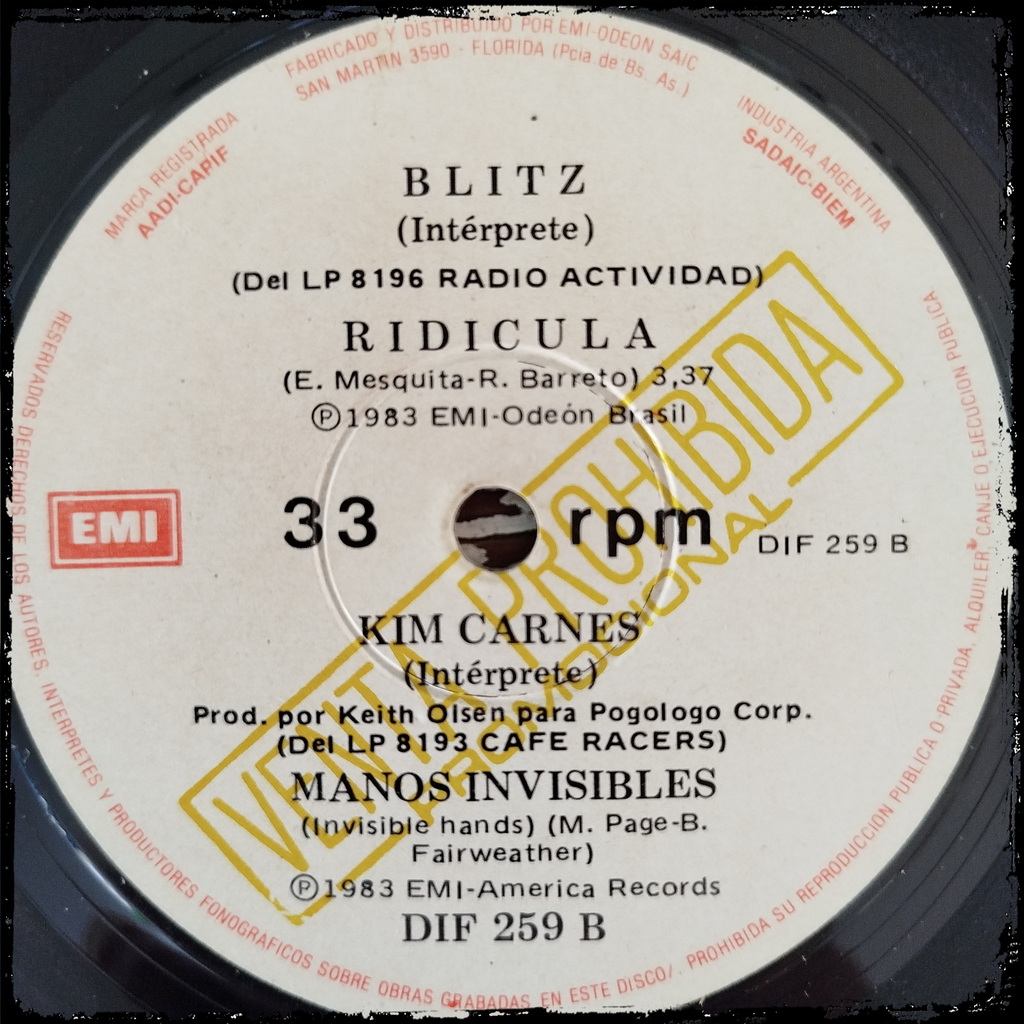 FABRICADO Y DISTRIBUIDO POR EMI-ODEON SAIC
SAN MARTIN 3590 - FLORIDA (Pcia. de Bs. As.)
MARCA REGISTRADA
AADI-CAPIF
INDUSTRIA ARGENTINA
SADAIC-BIEM
BLITZ
(Intérprete)
(Del LP 8196 RADIO ACTIVIDAD)
RIDICULA
(E. Mesquita-R. Barreto) 3,37
Ⓟ1983 EMI-Odeón Brasil
EMI
33 rpm
DIF 259 B
VENTA PROHIBIDA
PROMOCIONAL
KIM CARNES
(Intérprete)
Prod. por Keith Olsen para Pogologo Corp.
(Del LP 8193 CAFE RACERS)
MANOS INVISIBLES
(Invisible hands) (M. Page-B.
Fairweather)
Ⓟ1983 EMI-America Records
DIF 259 B
RESERVADOS DERECHOS DE LOS AUTORES, INTERPRETES Y PRODUCTORES FONOGRAFICOS SOBRE OBRAS GRABADAS EN ESTE DISCO/. PROHIBIDA SU REPRODUCCION PUBLICA O PRIVADA, ALQUILER, CANJE O EJECUCION PUBLICA